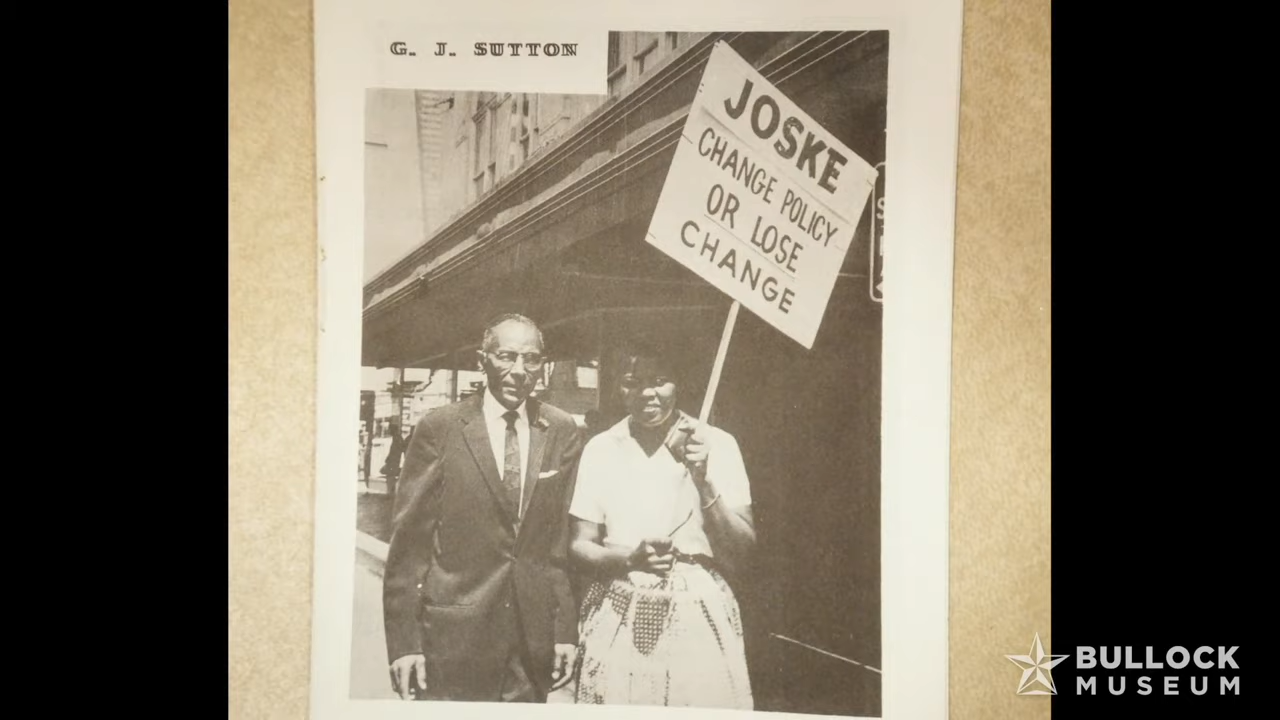 G. J. SUTTON
JOSKE
CHANGE POLICY
OR LOSE
CHANGE
BULLOCK
MUSEUM